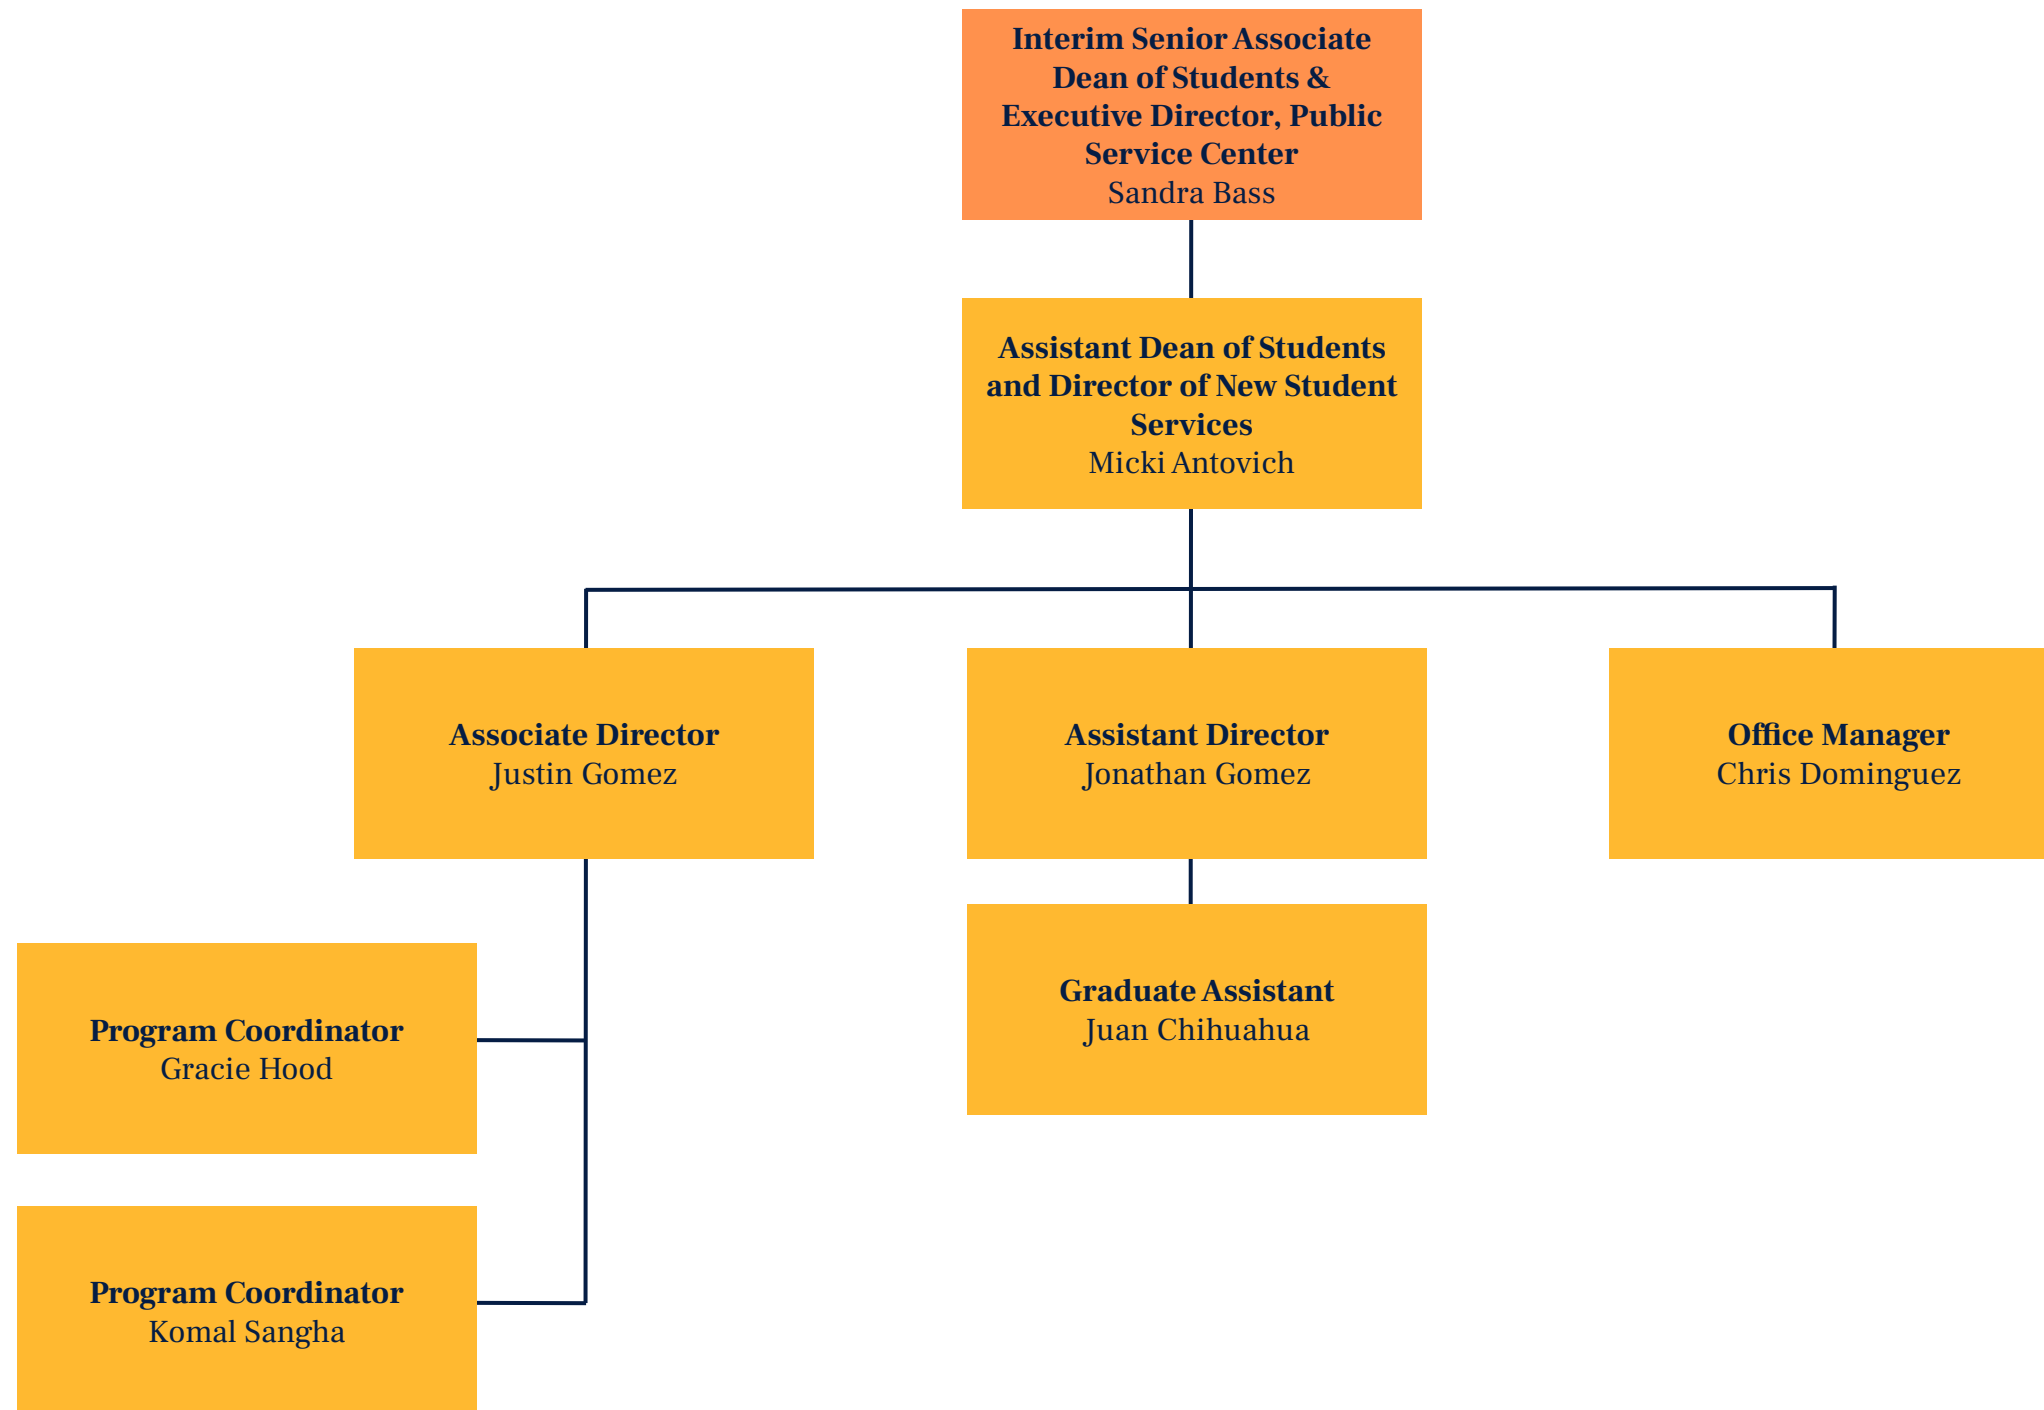 Interim Senior Associate
Dean of Students &
Executive Director, Public
Service Center
Sandra Bass
Assistant Dean of Students
and Director of New Student
Services
Micki Antovich
Associate Director
Justin Gomez
Assistant Director
Jonathan Gomez
Office Manager
Chris Dominguez
Program Coordinator
Gracie Hood
Graduate Assistant
Juan Chihuahua
Program Coordinator
Komal Sangha